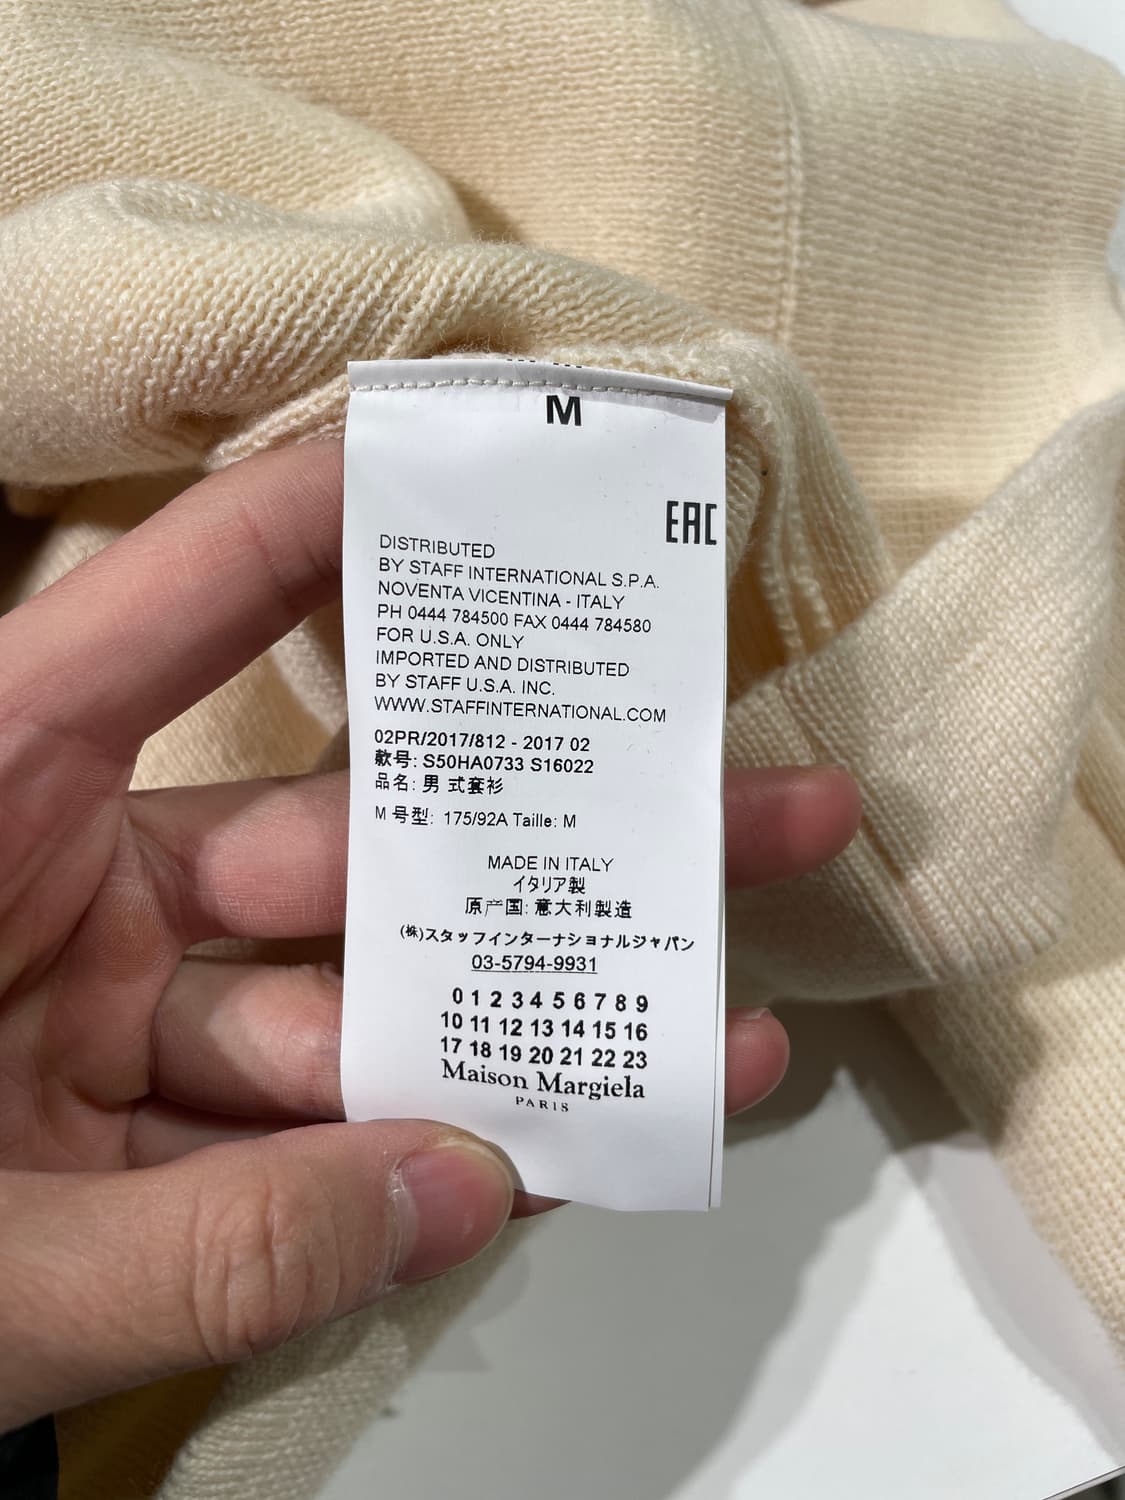 M
EAC
DISTRIBUTED
BY STAFF INTERNATIONAL S.P.A.
NOVENTA VICENTINA - ITALY
PH 0444 784500 FAX 0444 784580
FOR U.S.A. ONLY
IMPORTED AND DISTRIBUTED
BY STAFF U.S.A. INC.
WWW.STAFFINTERNATIONAL.COM
02PR/2017/812 - 2017 02
款号: S50HA0733 S16022
品名: 男 式套衫
M 号型: 175/92A Taille: M
MADE IN ITALY
イタリア製
原产国: 意大利製造
(株)スタッフインターナショナルジャパン
03-5794-9931
0 1 2 3 4 5 6 7 8 9
10 11 12 13 14 15 16
17 18 19 20 21 22 23
Maison Margiela
PARIS